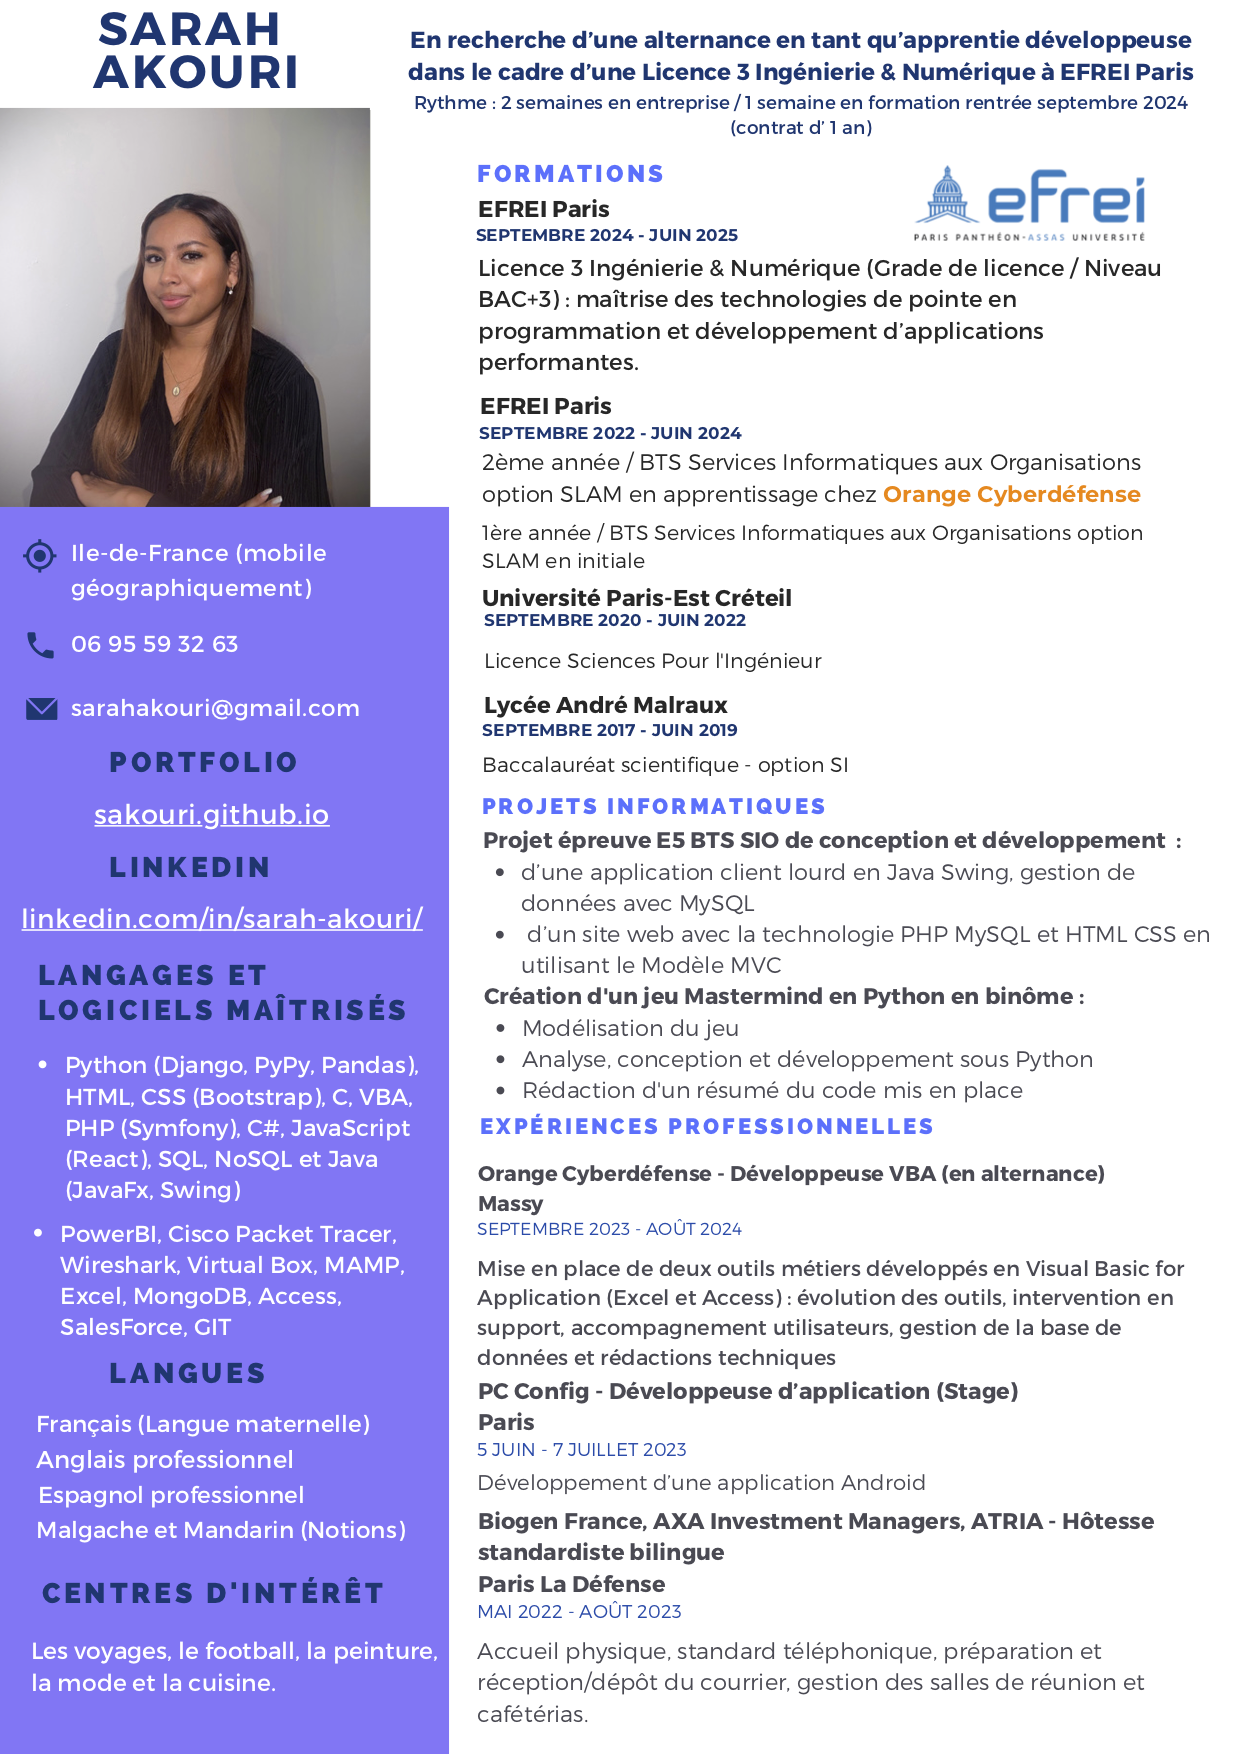 SARAH
AKOURI
En recherche d’une alternance en tant qu’apprentie développeuse
dans le cadre d’une Licence 3 Ingénierie & Numérique à EFREI Paris
Rythme : 2 semaines en entreprise / 1 semaine en formation rentrée septembre 2024
(contrat d’ 1 an)
Ile-de-France (mobile
géographiquement)
06 95 59 32 63
sarahakouri@gmail.com
PORTFOLIO
sakouri.github.io
LINKEDIN
linkedin.com/in/sarah-akouri/
LANGAGES ET
LOGICIELS MAÎTRISÉS
• Python (Django, PyPy, Pandas),
HTML, CSS (Bootstrap), C, VBA,
PHP (Symfony), C#, JavaScript
(React), SQL, NoSQL et Java
(JavaFx, Swing)
• PowerBI, Cisco Packet Tracer,
Wireshark, Virtual Box, MAMP,
Excel, MongoDB, Access,
SalesForce, GIT
LANGUES
Français (Langue maternelle)
Anglais professionnel
Espagnol professionnel
Malgache et Mandarin (Notions)
CENTRES D'INTÉRÊT
Les voyages, le football, la peinture,
la mode et la cuisine.
FORMATIONS
efrei
PARIS PANTHÉON-ASSAS UNIVERSITÉ
EFREI Paris
SEPTEMBRE 2024 - JUIN 2025
Licence 3 Ingénierie & Numérique (Grade de licence / Niveau
BAC+3) : maîtrise des technologies de pointe en
programmation et développement d’applications
performantes.
EFREI Paris
SEPTEMBRE 2022 - JUIN 2024
2ème année / BTS Services Informatiques aux Organisations
option SLAM en apprentissage chez Orange Cyberdéfense
1ère année / BTS Services Informatiques aux Organisations option
SLAM en initiale
Université Paris-Est Créteil
SEPTEMBRE 2020 - JUIN 2022
Licence Sciences Pour l'Ingénieur
Lycée André Malraux
SEPTEMBRE 2017 - JUIN 2019
Baccalauréat scientifique - option SI
PROJETS INFORMATIQUES
Projet épreuve E5 BTS SIO de conception et développement :
• d’une application client lourd en Java Swing, gestion de
données avec MySQL
• d’un site web avec la technologie PHP MySQL et HTML CSS en
utilisant le Modèle MVC
Création d'un jeu Mastermind en Python en binôme :
• Modélisation du jeu
• Analyse, conception et développement sous Python
• Rédaction d'un résumé du code mis en place
EXPÉRIENCES PROFESSIONNELLES
Orange Cyberdéfense - Développeuse VBA (en alternance)
Massy
SEPTEMBRE 2023 - AOÛT 2024
Mise en place de deux outils métiers développés en Visual Basic for
Application (Excel et Access) : évolution des outils, intervention en
support, accompagnement utilisateurs, gestion de la base de
données et rédactions techniques
PC Config - Développeuse d’application (Stage)
Paris
5 JUIN - 7 JUILLET 2023
Développement d’une application Android
Biogen France, AXA Investment Managers, ATRIA - Hôtesse
standardiste bilingue
Paris La Défense
MAI 2022 - AOÛT 2023
Accueil physique, standard téléphonique, préparation et
réception/dépôt du courrier, gestion des salles de réunion et
cafétérias.